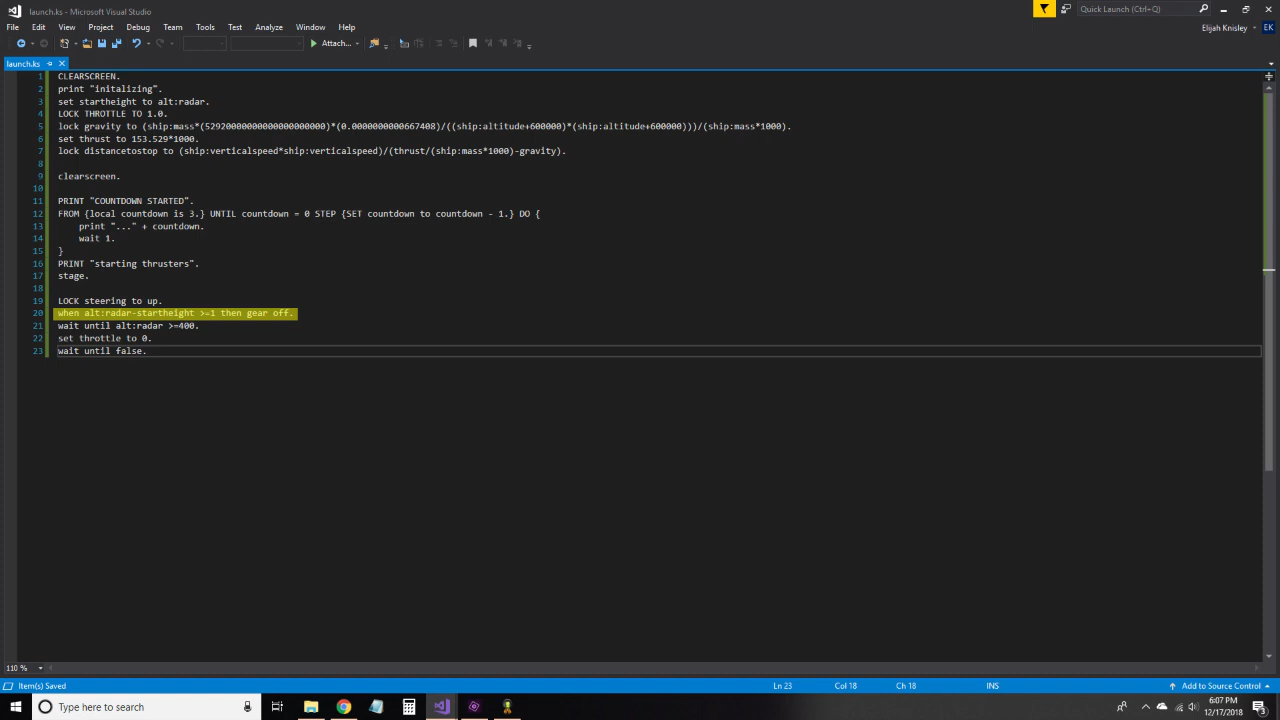 launch.ks - Microsoft Visual Studio
Quick Launch (Ctrl+Q)
File Edit View Project Debug Team Tools Test Analyze Window Help
Elijah Knisley EK
Attach...
launch.ks
1 CLEARSCREEN.
2 print "initalizing".
3 set startheight to alt:radar.
4 LOCK THROTTLE TO 1.0.
5 lock gravity to (ship:mass*(52920000000000000000000)*(0.0000000000667408)/((ship:altitude+600000)*(ship:altitude+600000)))/(ship:mass*1000).
6 set thrust to 153.529*1000.
7 lock distancetostop to (ship:verticalspeed*ship:verticalspeed)/(thrust/(ship:mass*1000)-gravity).
8
9 clearscreen.
10
11 PRINT "COUNTDOWN STARTED".
12 FROM {local countdown is 3.} UNTIL countdown = 0 STEP {SET countdown to countdown - 1.} DO {
13 print "..." + countdown.
14 wait 1.
15 }
16 PRINT "starting thrusters".
17 stage.
18
19 LOCK steering to up.
20 when alt:radar-startheight >=1 then gear off.
21 wait until alt:radar >=400.
22 set throttle to 0.
23 wait until false.
110 %
Item(s) Saved Ln 23 Col 18 Ch 18 INS Add to Source Control
Type here to search
6:07 PM
12/17/2018
3